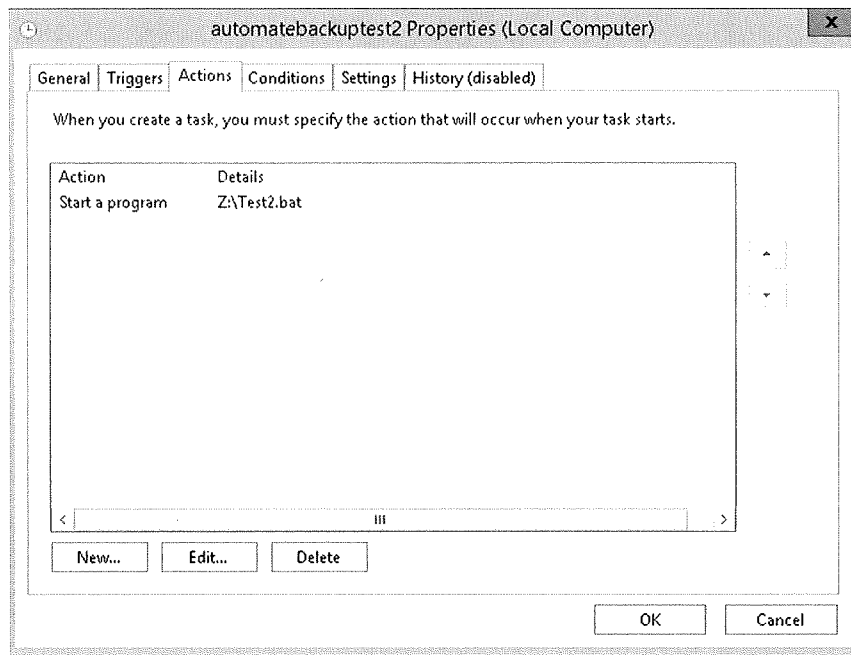 automatebackuptest2 Properties (Local Computer)
x
General Triggers Actions Conditions Settings History (disabled)
When you create a task, you must specify the action that will occur when your task starts.
Action Details
Start a program Z:\Test2.bat
New... Edit... Delete
OK Cancel